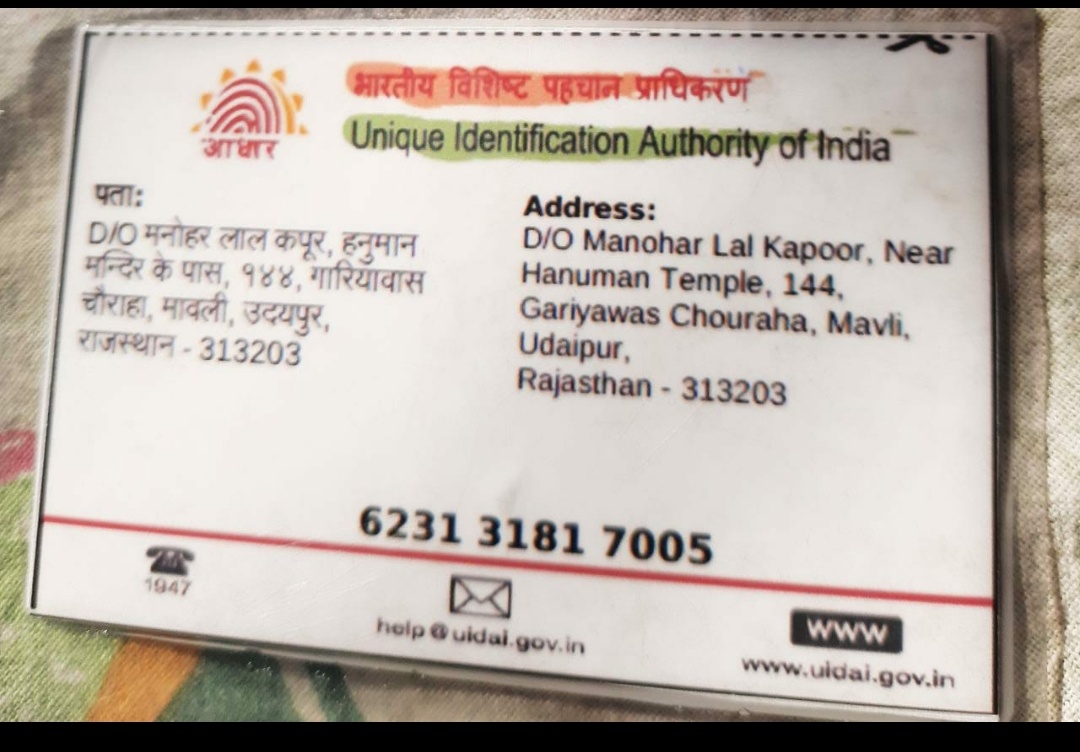 आधार
भारतीय विशिष्ट पहचान प्राधिकरण
Unique Identification Authority of India
पता:
D/O मनोहर लाल कपूर, हनुमान
मन्दिर के पास, १४४, गारियावास
चौराहा, मावली, उदयपुर,
राजस्थान - 313203
Address:
D/O Manohar Lal Kapoor, Near
Hanuman Temple, 144,
Gariyawas Chouraha, Mavli,
Udaipur,
Rajasthan - 313203
6231 3181 7005
1947
help@uidai.gov.in
WWW
www.uidai.gov.in